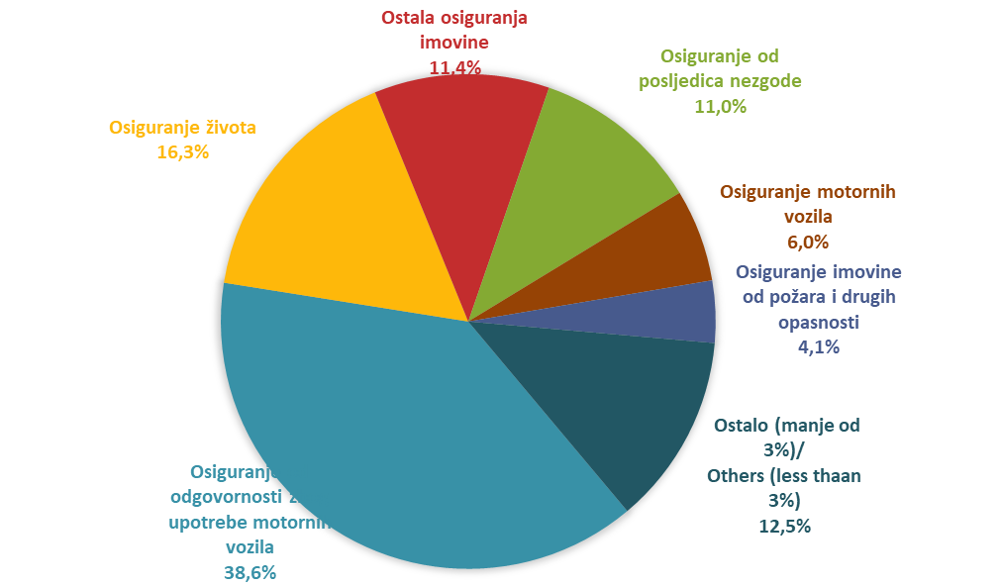 Ostala osiguranja
imovine
11,4%
Osiguranje od
posljedica nezgode
11,0%
Osiguranje života
16,3%
Osiguranje motornih
vozila
6,0%
Osiguranje imovine
od požara i drugih
opasnosti
4,1%
Ostalo (manje od
3%)/
Others (less thaan
3%)
12,5%
Osiguranje
odgovornosti
upotrebe motornih
vozila
38,6%